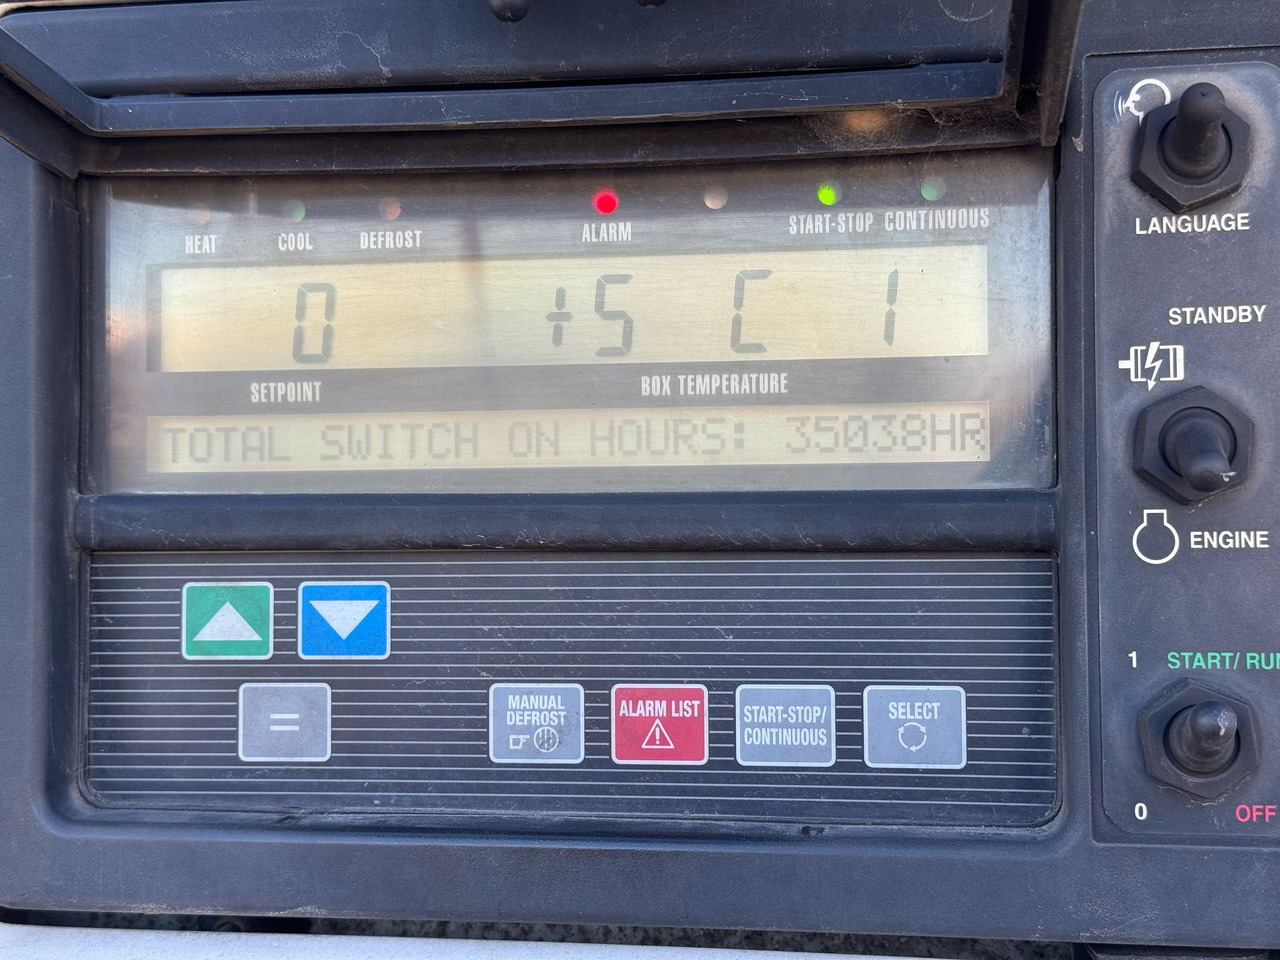 HEAT COOL DEFROST ALARM START-STOP CONTINUOUS
0 +5 C 1
SETPOINT BOX TEMPERATURE
TOTAL SWITCH ON HOURS: 35038HR
=
MANUAL DEFROST
ALARM LIST
START-STOP/
CONTINUOUS
SELECT
LANGUAGE
STANDBY
ENGINE
1 START/RUN
0 OFF